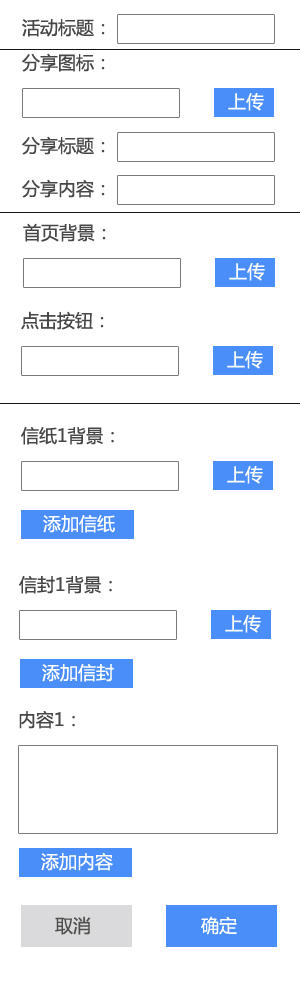 活动标题：
分享图标：
上传
分享标题：
分享内容：
首页背景：
上传
点击按钮：
上传
信纸1背景：
上传
添加信纸
信封1背景：
上传
添加信封
内容1：
添加内容
取消 确定